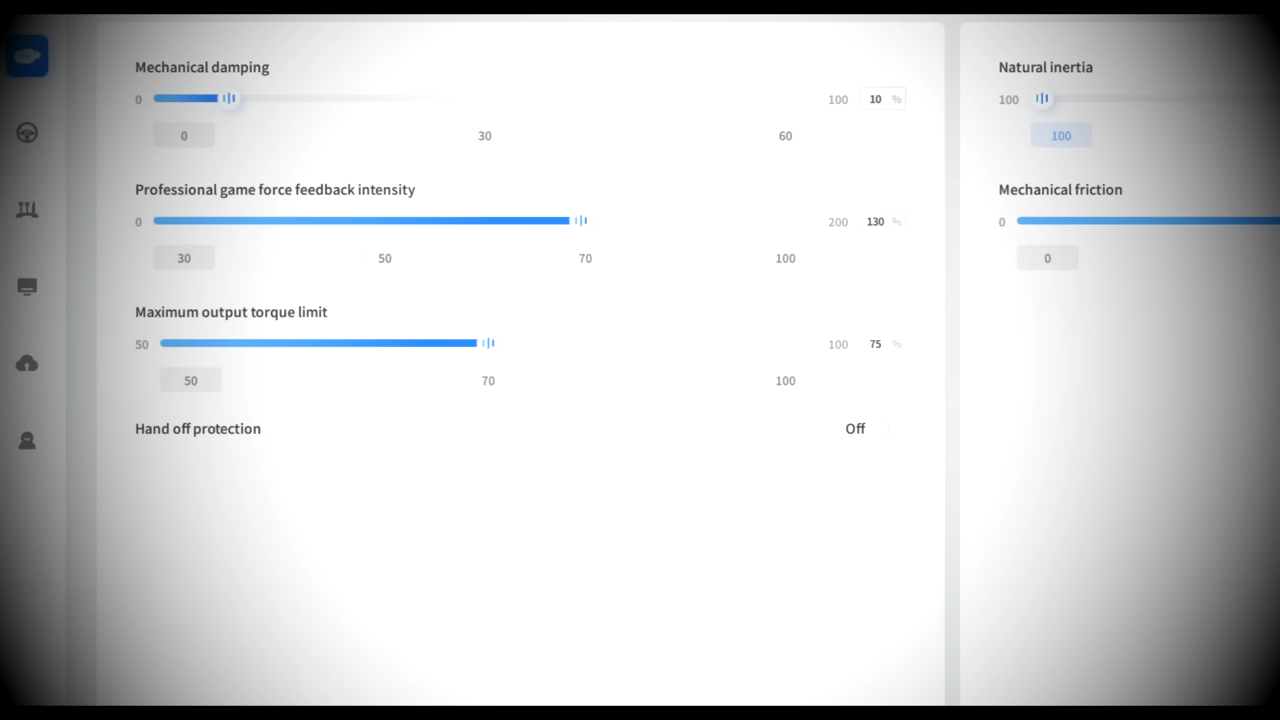 Mechanical damping
0 100 10 %
0 30 60
Professional game force feedback intensity
0 200 130 %
30 50 70 100
Maximum output torque limit
50 100 75 %
50 70 100
Hand off protection Off
Natural inertia
100
100
Mechanical friction
0
0